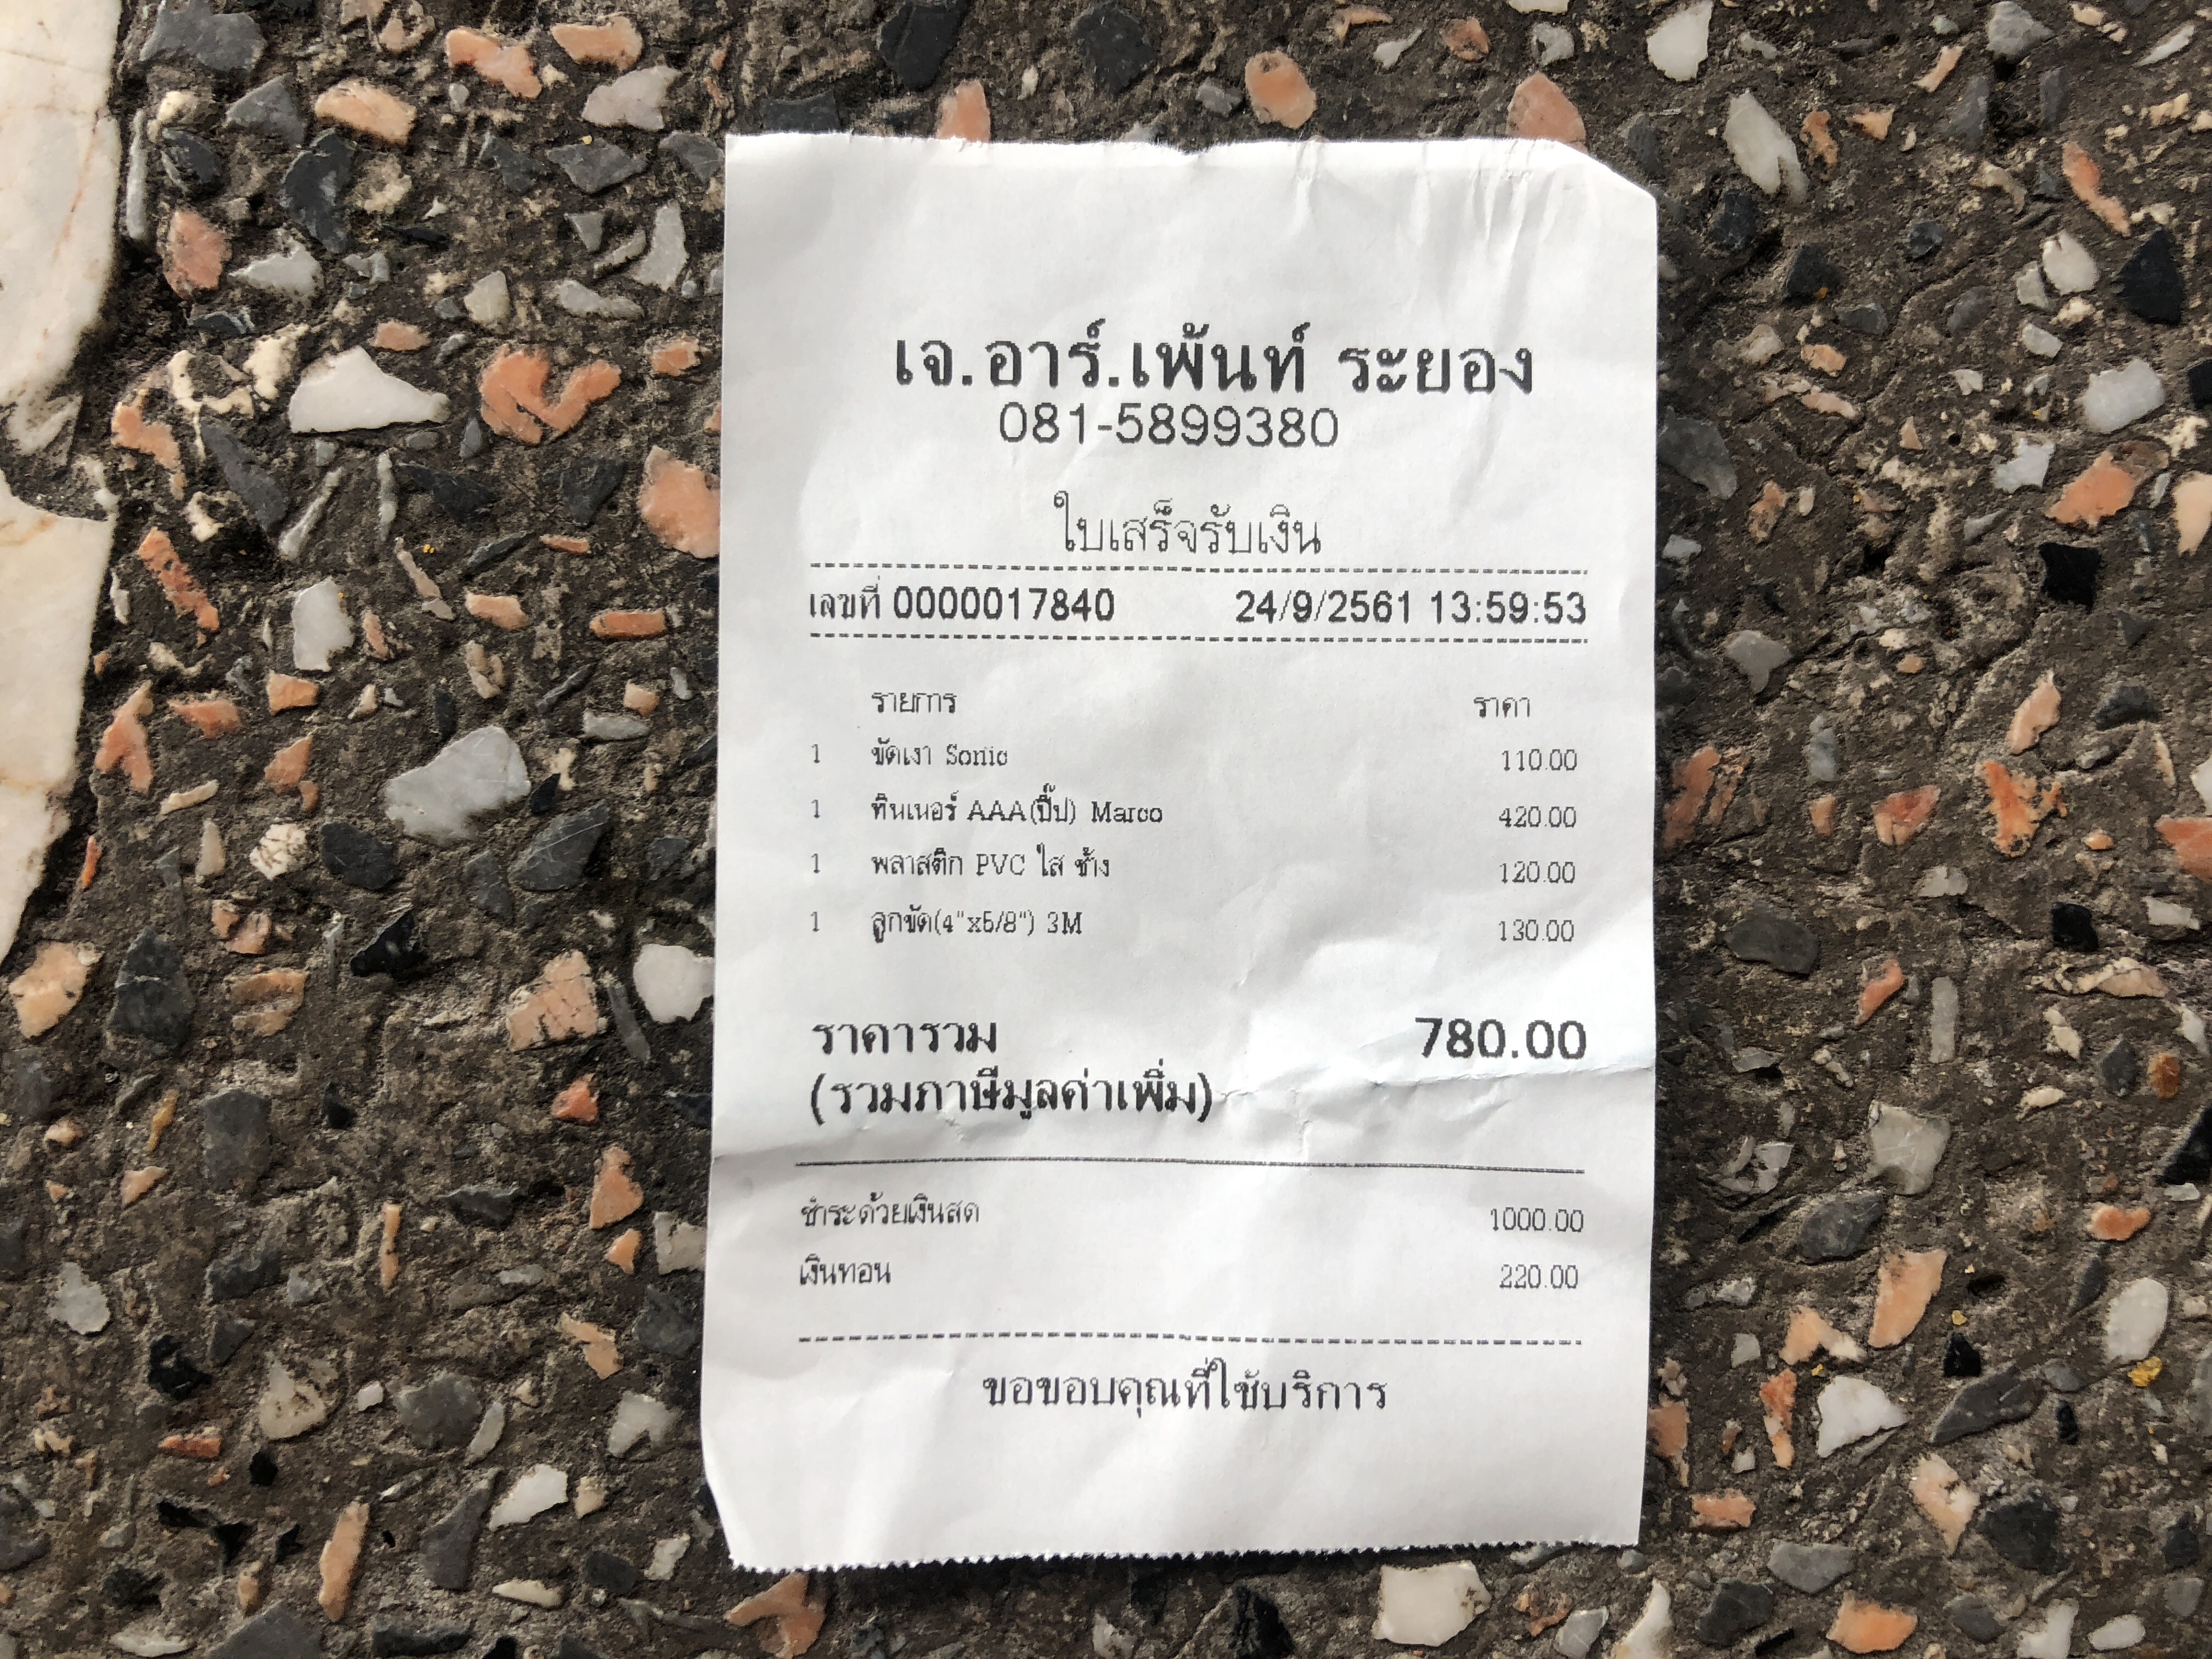 เจ.อาร์.เพ้นท์ ระยอง
081-5899380
ใบเสร็จรับเงิน
เลขที่ 0000017840 24/9/2561 13:59:53
รายการ ราคา
1 ขัดเงา Sonic 110.00
1 ทินเนอร์ AAA(ปี๊ป) Marco 420.00
1 พลาสติก PVC ใส ช้าง 120.00
1 ลูกขัด(4"x5/8") 3M 130.00
ราคารวม 780.00
(รวมภาษีมูลค่าเพิ่ม)
ชำระด้วยเงินสด 1000.00
เงินทอน 220.00
ขอขอบคุณที่ใช้บริการ